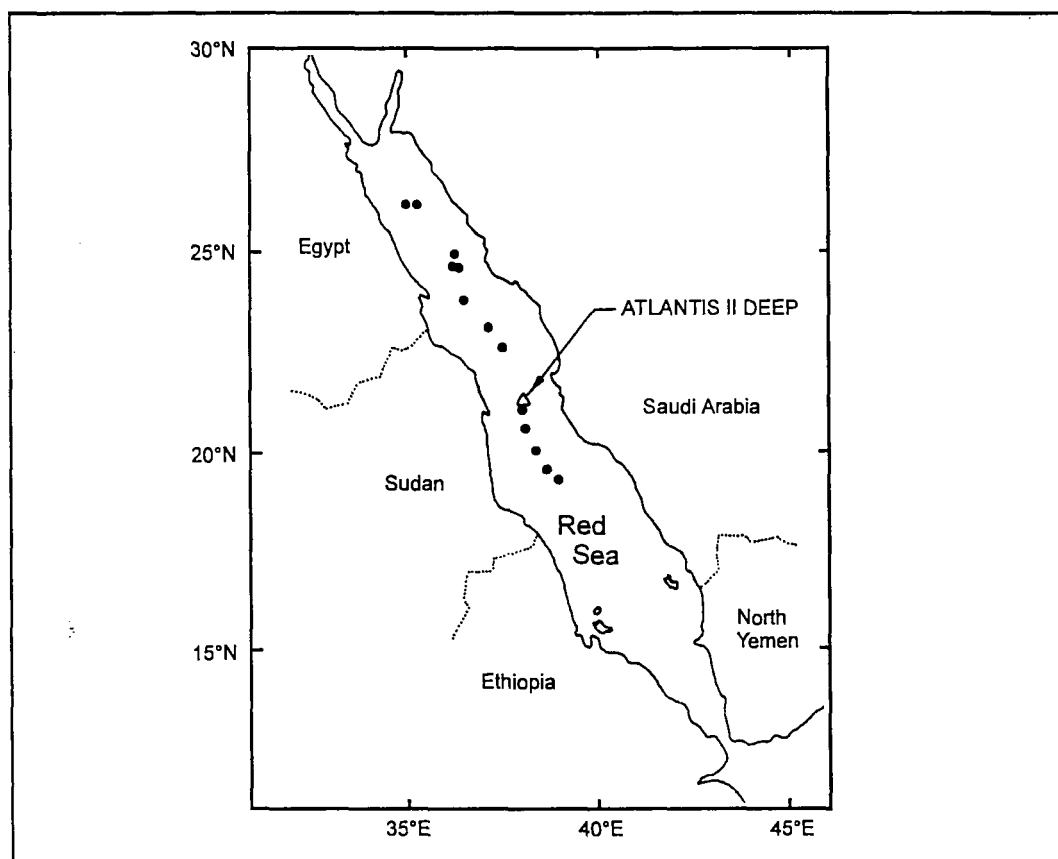 30°N
25°N
20°N
15°N
35°E
40°E
45°E
Egypt
ATLANTIS II DEEP
Saudi Arabia
Sudan
Red
Sea
North
Yemen
Ethiopia